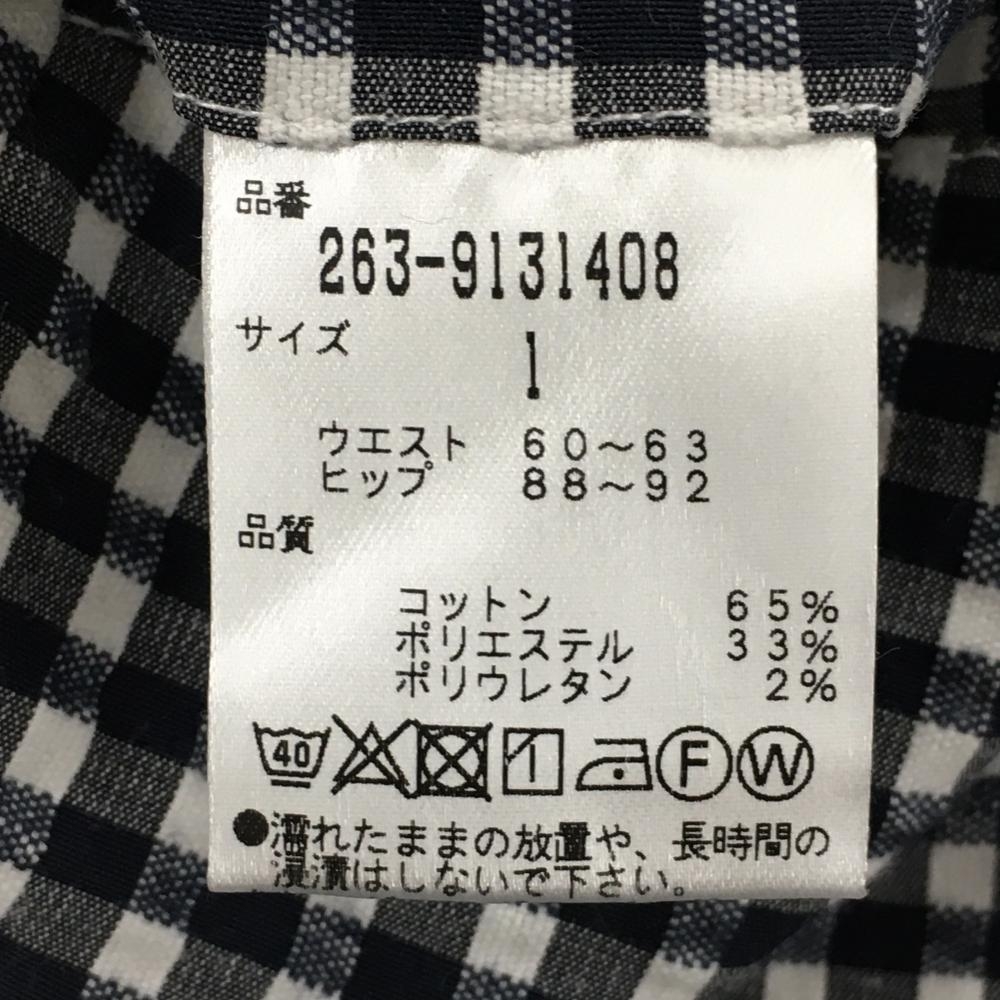 品番
263-9131408
サイズ
1
ウエスト 60～63
ヒップ 88～92
品質
コットン 65%
ポリエステル 33%
ポリウレタン 2%
40 F W
●濡れたままの放置や、長時間の
浸漬はしないで下さい。